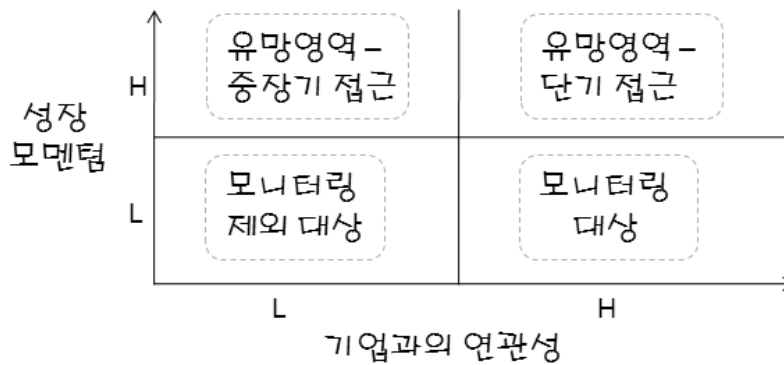 유망영역 –
중장기 접근
유망영역 –
단기 접근
H
성장
모멘텀
모니터링
제외 대상
모니터링
대상
L
L
H
기업과의 연관성